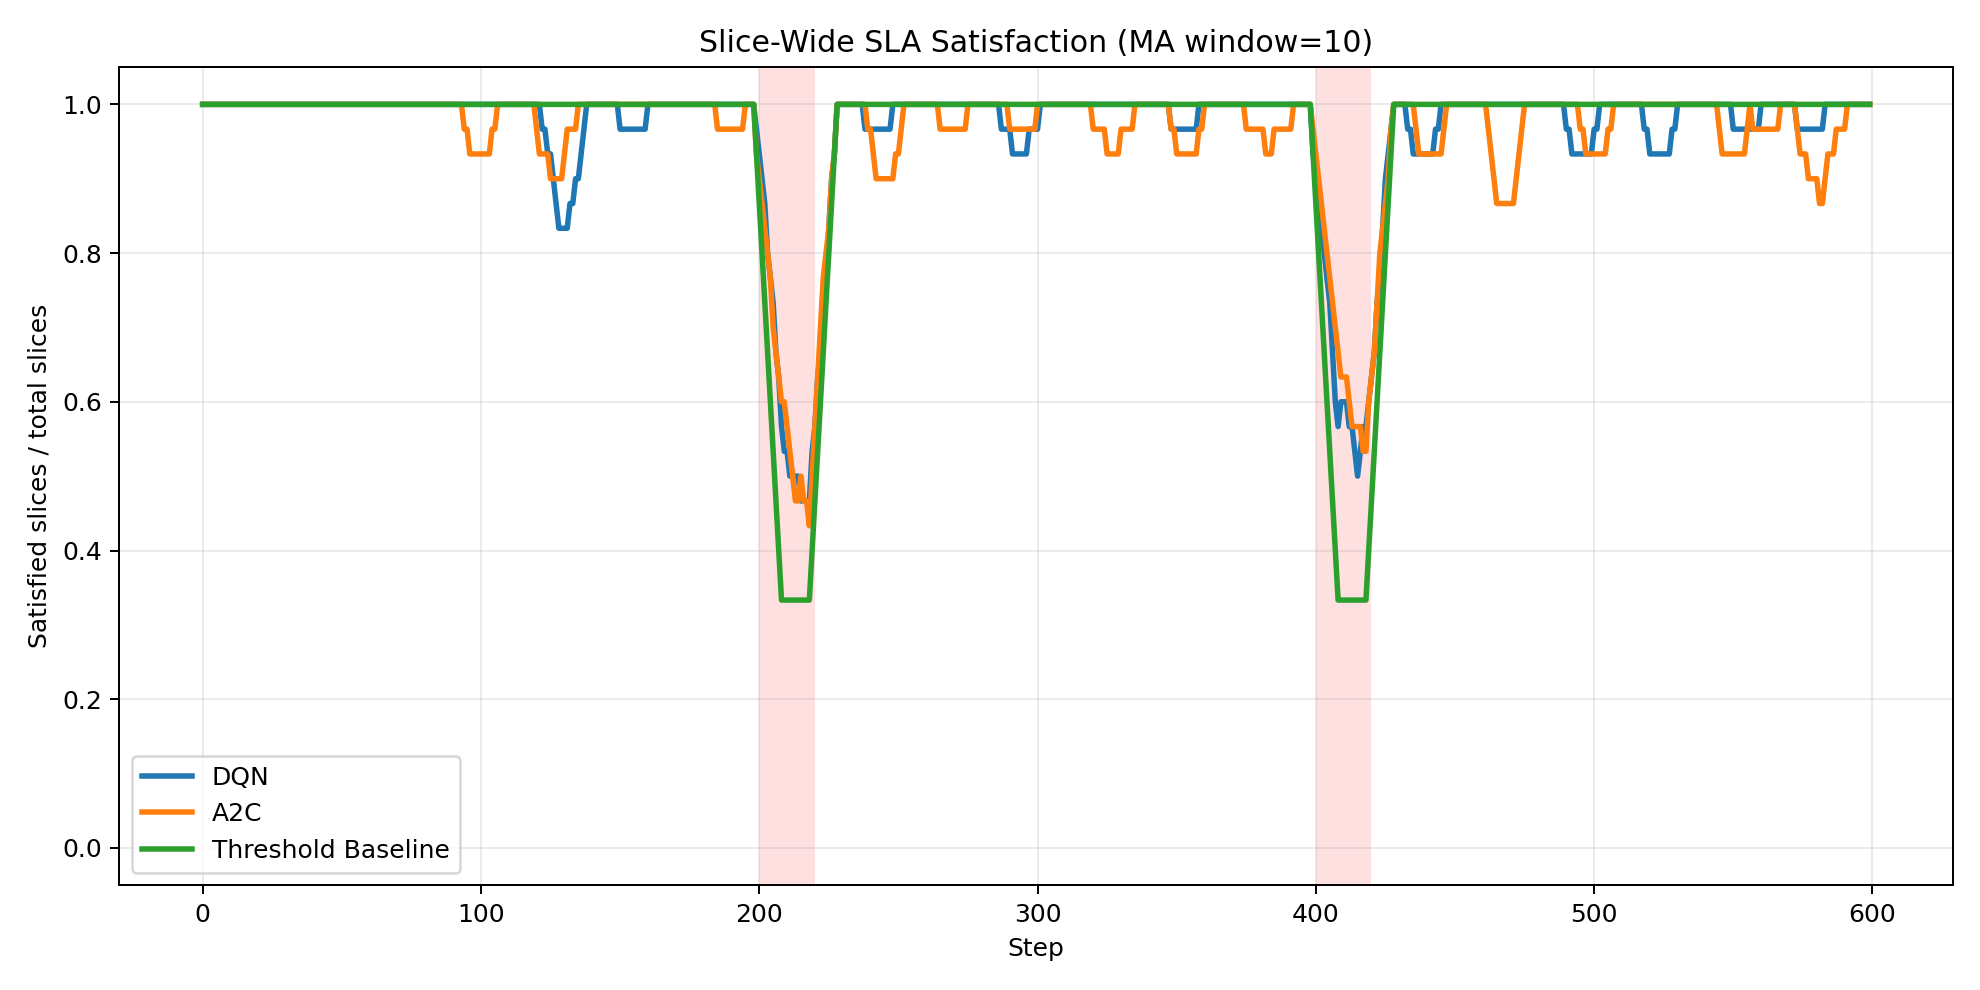 Slice-Wide SLA Satisfaction (MA window=10)
Satisfied slices / total slices
1.0
0.8
0.6
0.4
0.2
0.0
DQN
A2C
Threshold Baseline
0 100 200 300 400 500 600
Step